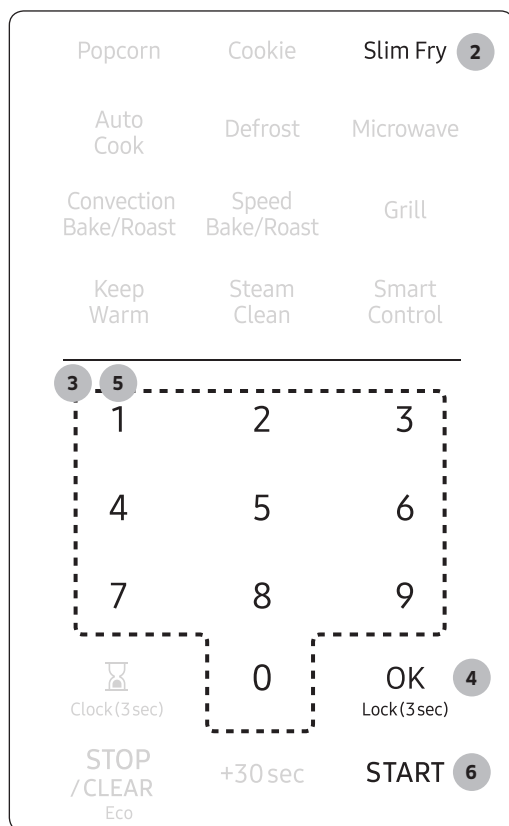 Popcorn Cookie Slim Fry 2
Auto
Cook
Defrost Microwave
Convection
Bake/Roast
Speed
Bake/Roast
Grill
Keep
Warm
Steam
Clean
Smart
Control
3 5
1 2 3
4 5 6
7 8 9
0 OK 4
Clock(3 sec) Lock(3 sec)
STOP
/CLEAR
Eco
+30 sec START 6